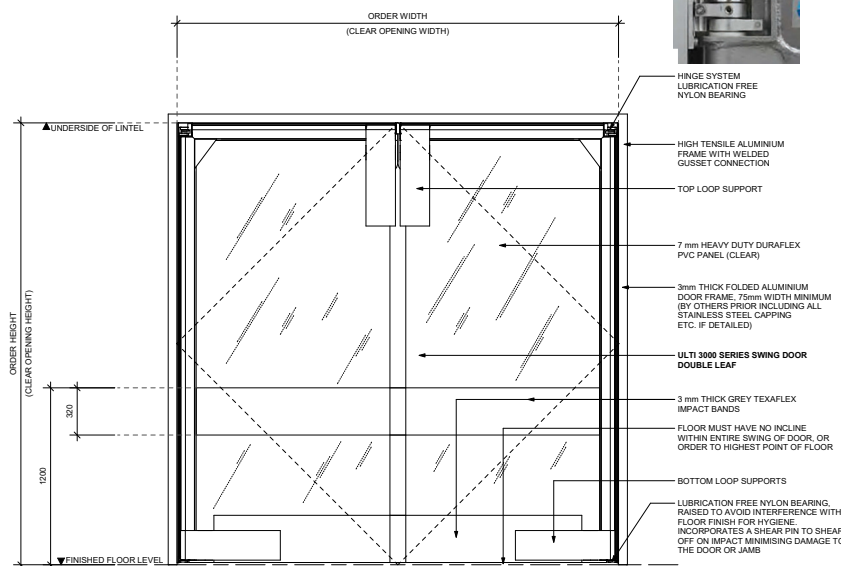 ORDER WIDTH
(CLEAR OPENING WIDTH)
HINGE SYSTEM
LUBRICATION FREE
NYLON BEARING
UNDERSIDE OF LINTEL
HIGH TENSILE ALUMINIUM
FRAME WITH WELDED
GUSSET CONNECTION
TOP LOOP SUPPORT
7 mm HEAVY DUTY DURAFLEX
PVC PANEL (CLEAR)
3mm THICK FOLDED ALUMINIUM
DOOR FRAME, 75mm WIDTH MINIMUM
(BY OTHERS PRIOR INCLUDING ALL
STAINLESS STEEL CAPPING
ETC. IF DETAILED)
ORDER HEIGHT
(CLEAR OPENING HEIGHT)
ULTI 3000 SERIES SWING DOOR
DOUBLE LEAF
320
3 mm THICK GREY TEXAFLEX
IMPACT BANDS
FLOOR MUST HAVE NO INCLINE
WITHIN ENTIRE SWING OF DOOR, OR
ORDER TO HIGHEST POINT OF FLOOR
1200
BOTTOM LOOP SUPPORTS
LUBRICATION FREE NYLON BEARING,
RAISED TO AVOID INTERFERENCE WITH
FLOOR FINISH FOR HYGIENE.
INCORPORATES A SHEAR PIN TO SHEAR
OFF ON IMPACT MINIMISING DAMAGE TO
THE DOOR OR JAMB
FINISHED FLOOR LEVEL